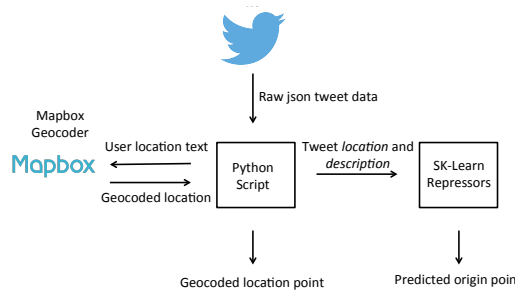 Raw json tweet data
Mapbox
Geocoder
Mapbox
User location text
Geocoded location
Python
Script
Tweet location and
description
SK-Learn
Repressors
Geocoded location point
Predicted origin point